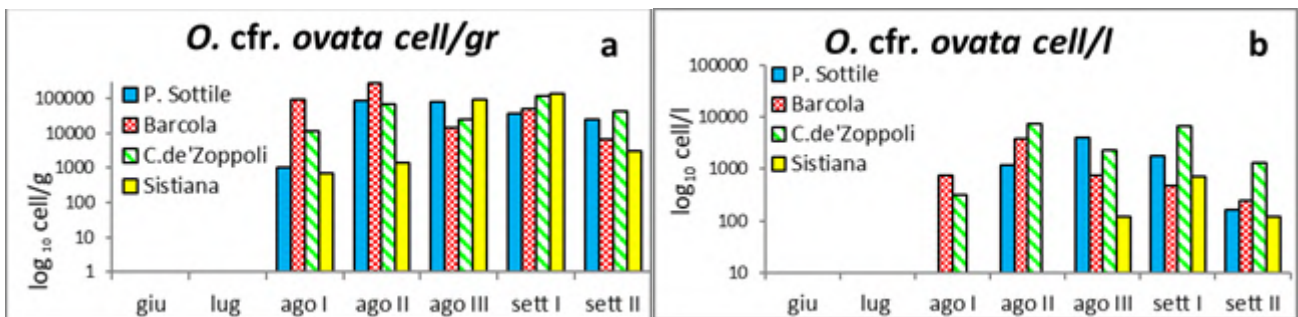 O. cfr. ovata cell/gr
a
P. Sottile
Barcola
C.de'Zoppoli
Sistiana
log ₁₀ cell/g
100000
10000
1000
100
10
1
giu lug ago I ago II ago III sett I sett II
O. cfr. ovata cell/l
b
P. Sottile
Barcola
C.de'Zoppoli
Sistiana
log₁₀ cell/l
100000
10000
1000
100
10
giu lug ago I ago II ago III sett I sett II